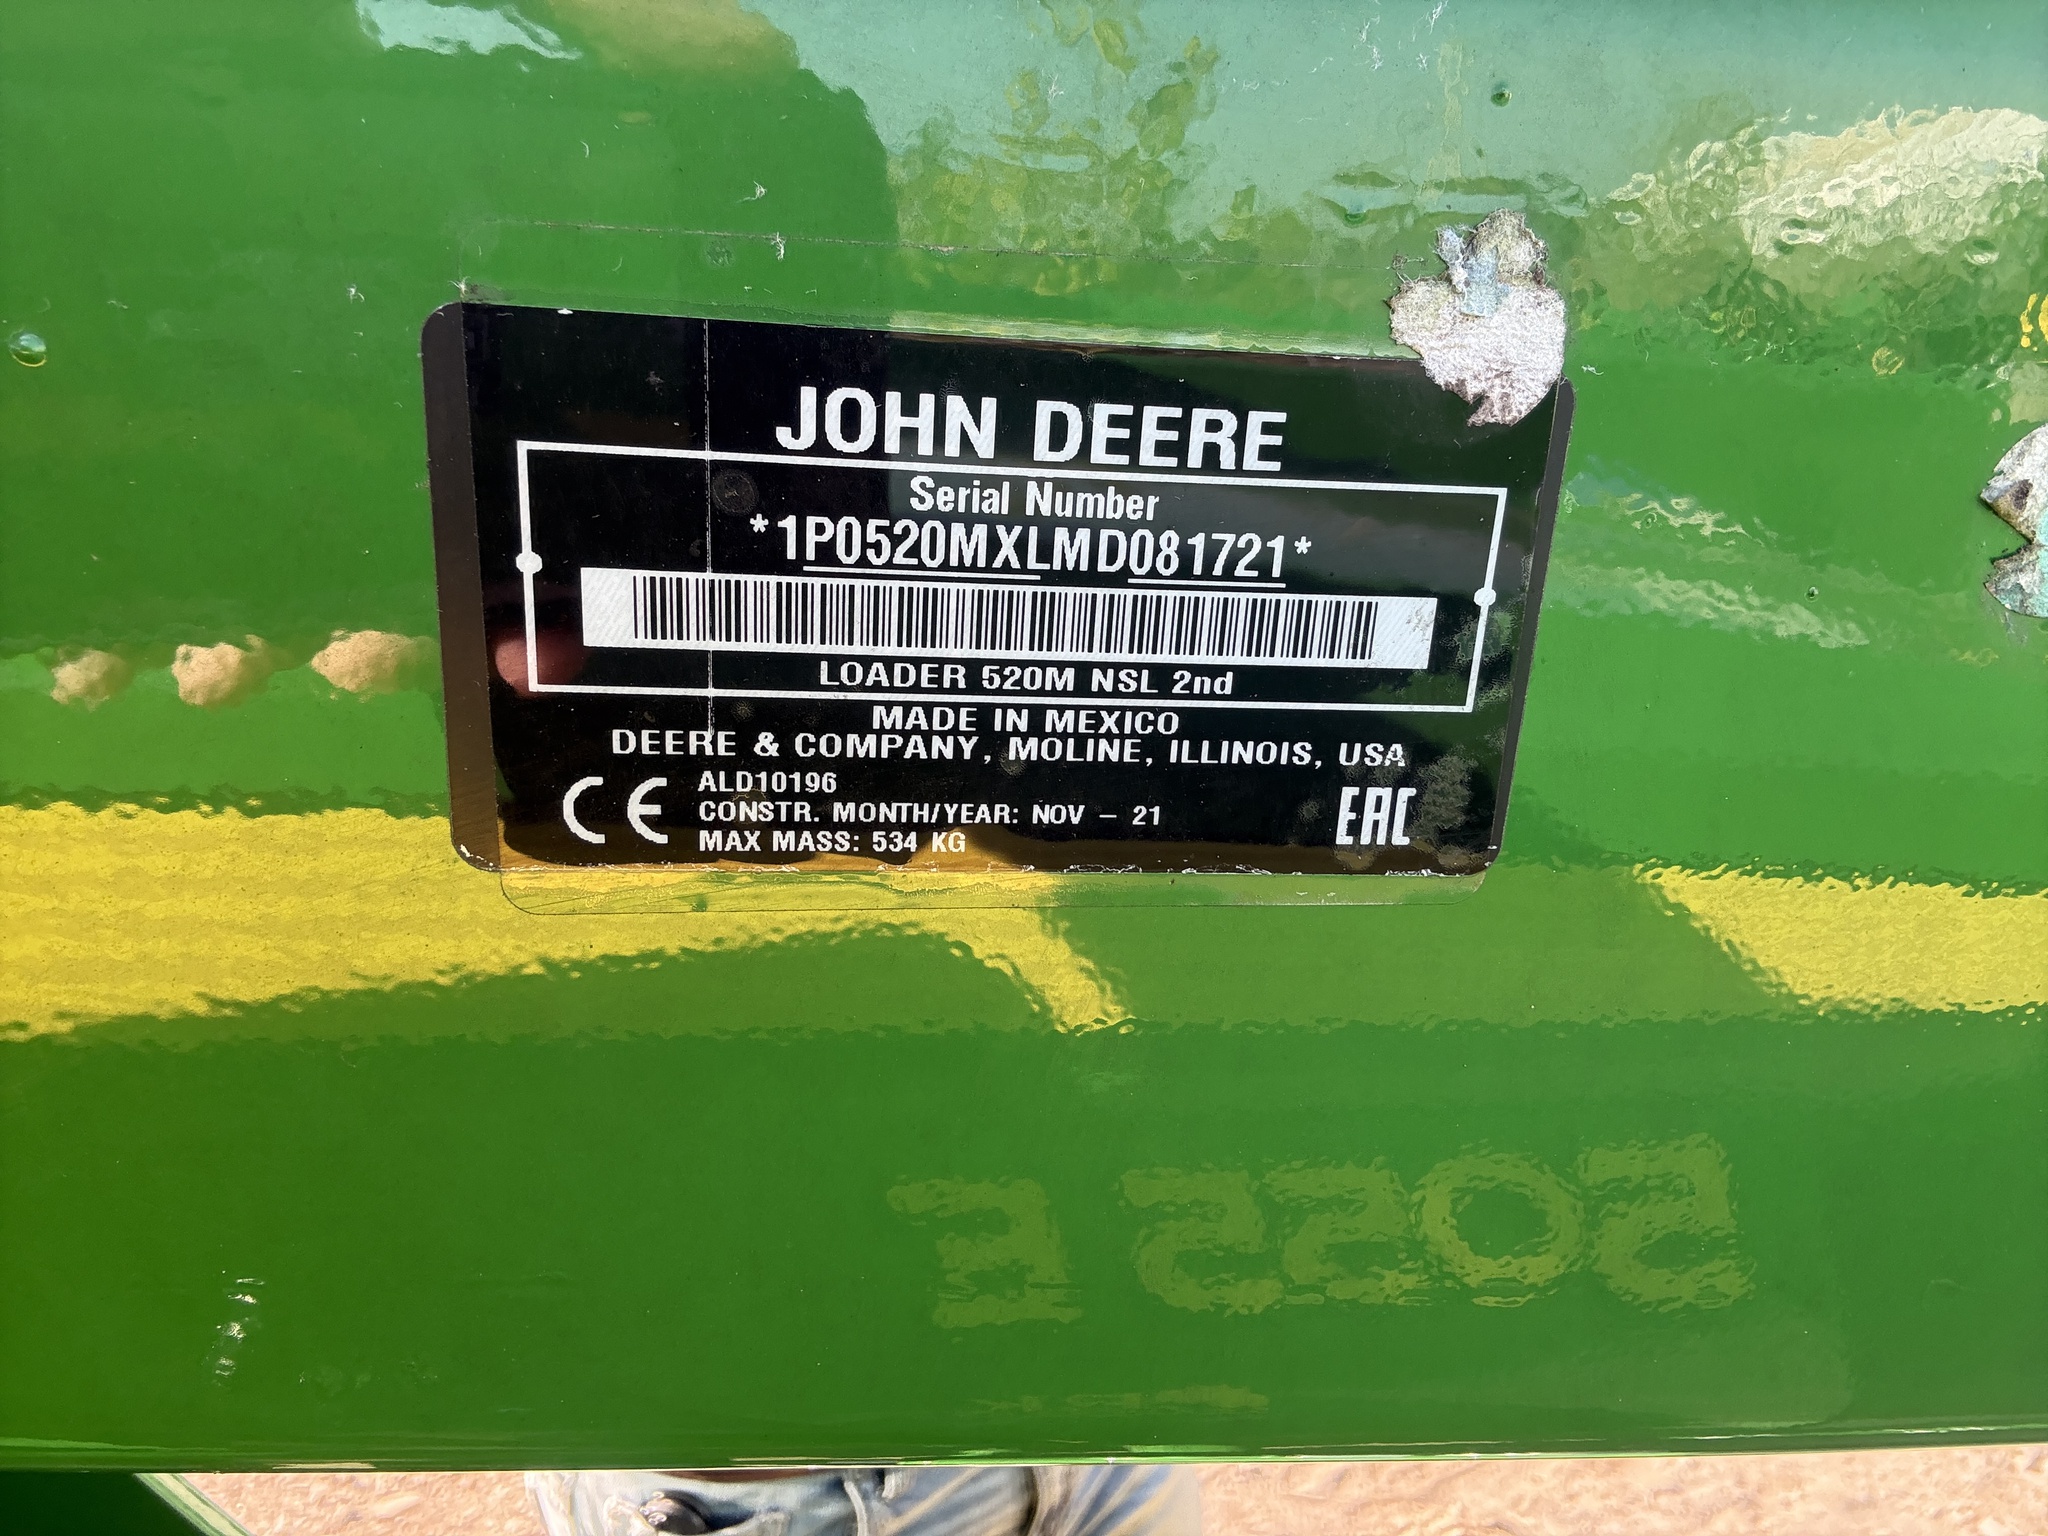 JOHN DEERE
Serial Number
*1P0520MXLMD081721*
LOADER 520M NSL 2nd
MADE IN MEXICO
DEERE & COMPANY, MOLINE, ILLINOIS, USA
CE
ALD10196
CONSTR. MONTH/YEAR: NOV – 21
MAX MASS: 534 KG
EAC